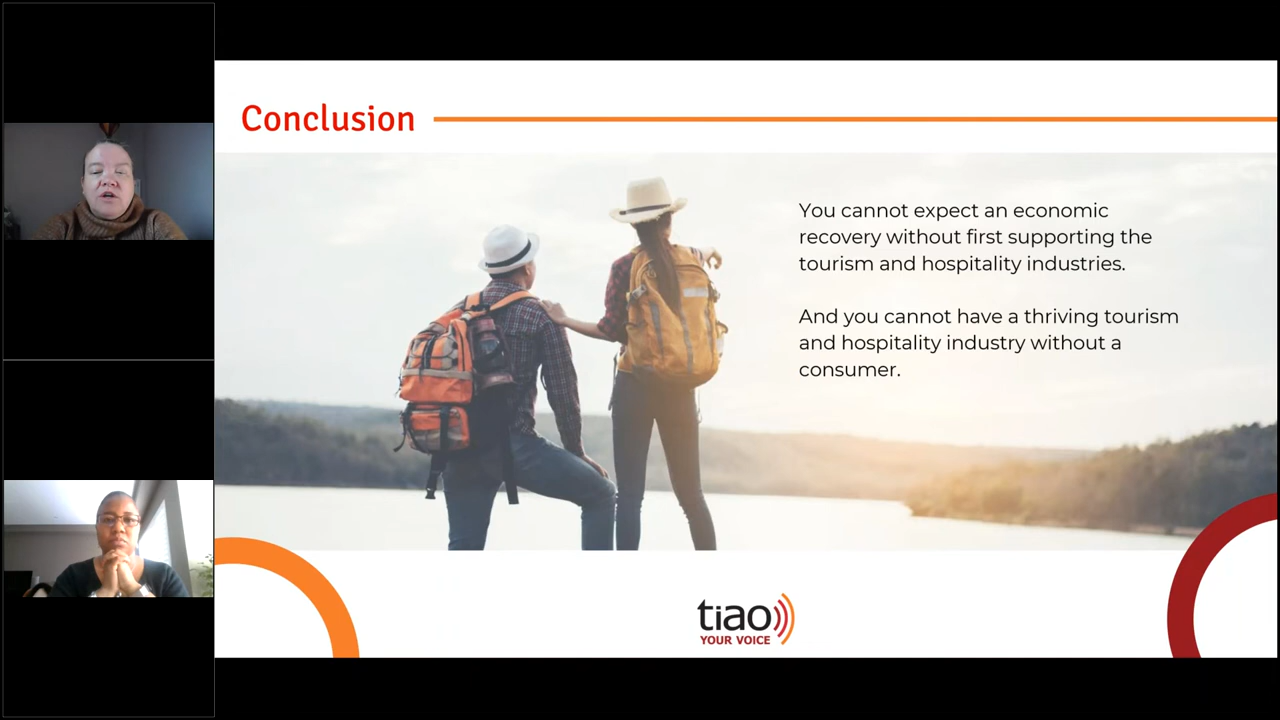 Conclusion
You cannot expect an economic
recovery without first supporting the
tourism and hospitality industries.
And you cannot have a thriving tourism
and hospitality industry without a
consumer.
tiao
YOUR VOICE